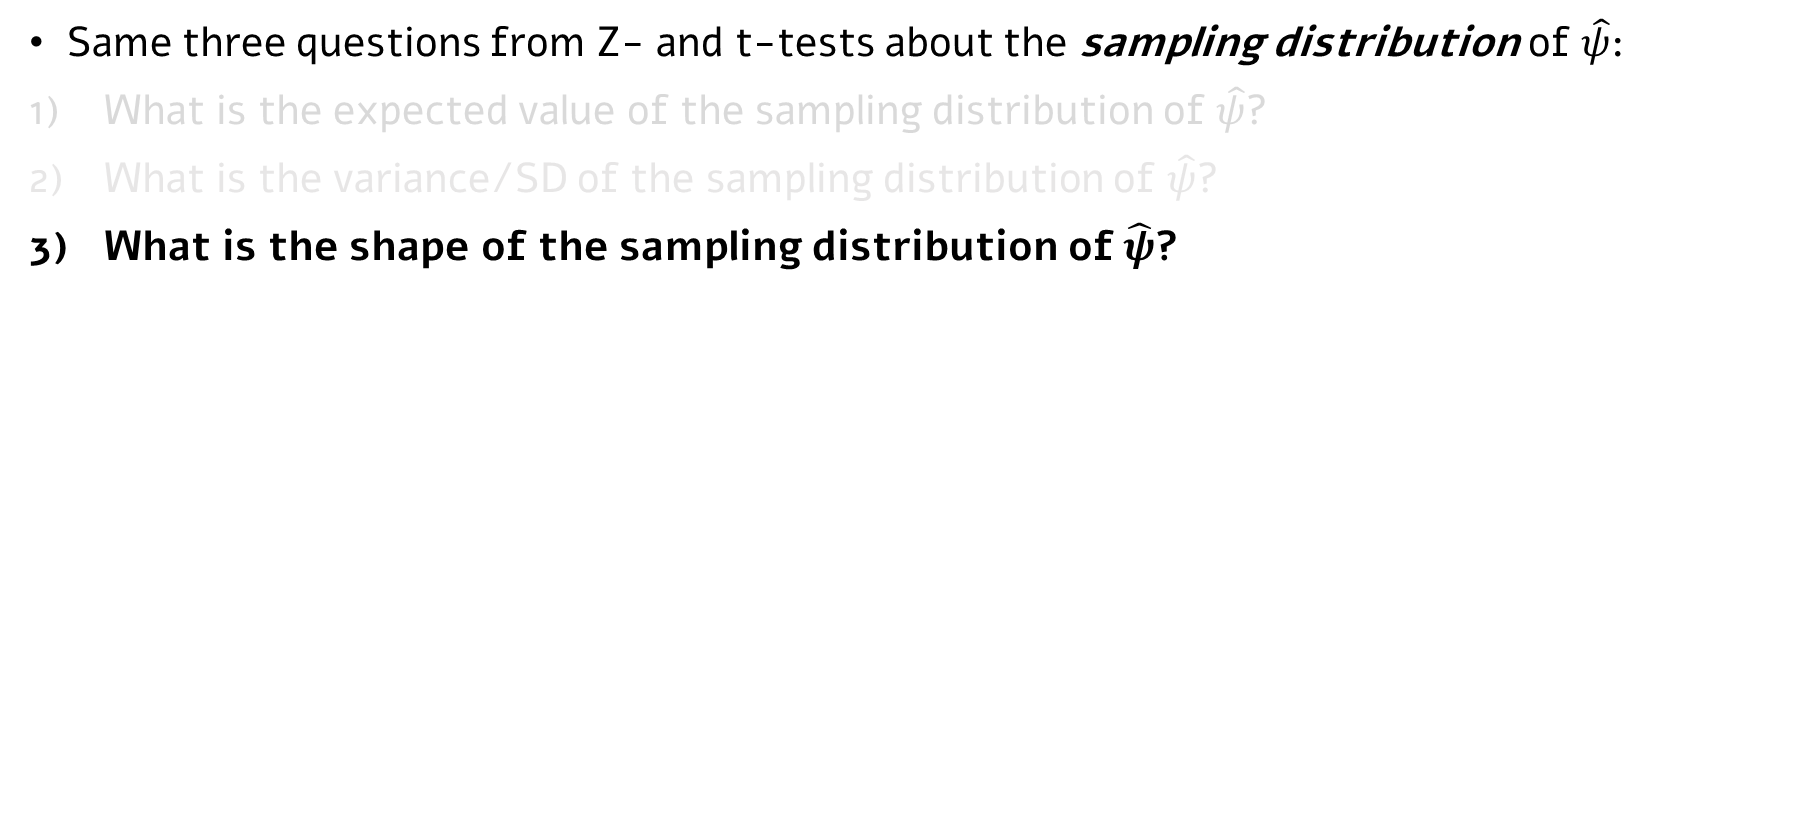 • Same three questions from Z- and t-tests about the sampling distribution of ψ̂:
1) What is the expected value of the sampling distribution of ψ̂?
2) What is the variance/SD of the sampling distribution of ψ̂?
3) What is the shape of the sampling distribution of ψ̂?